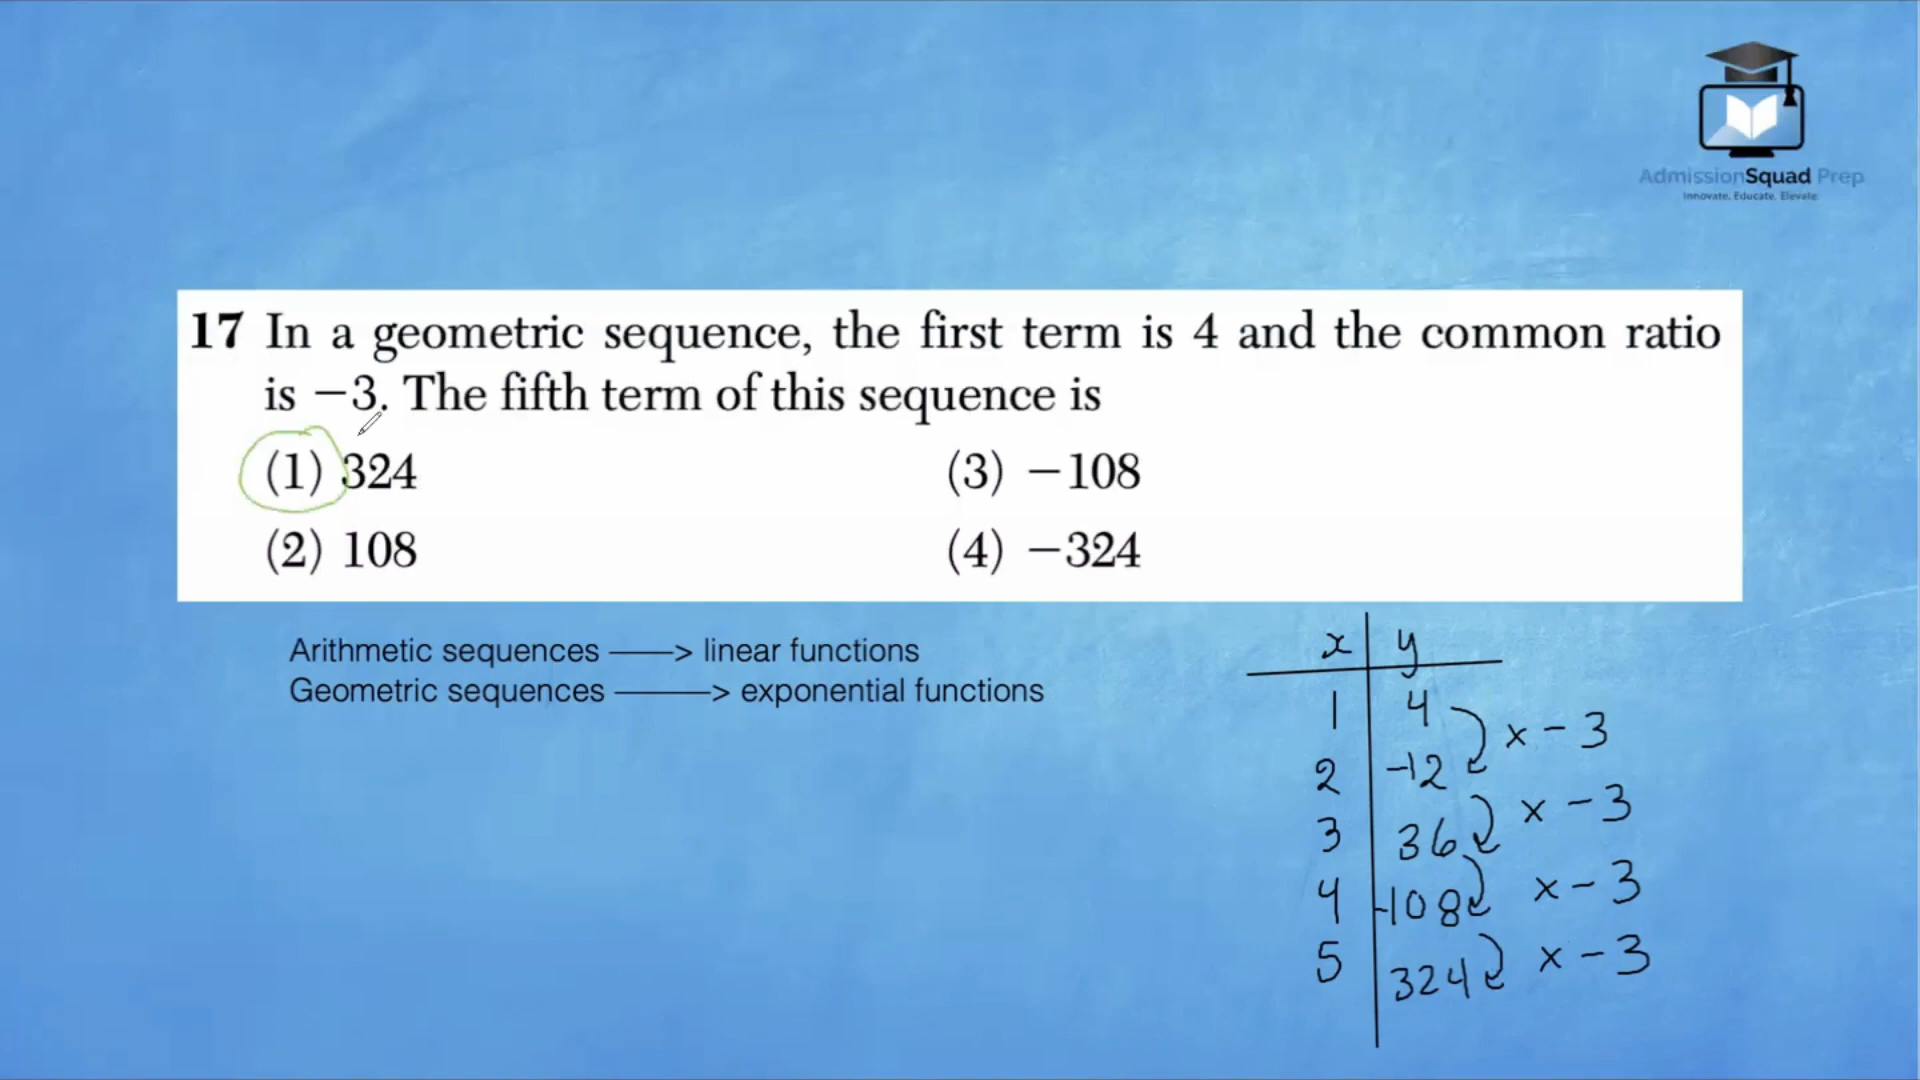 AdmissionSquad Prep
Innovate. Educate. Elevate.
17 In a geometric sequence, the first term is 4 and the common ratio
is −3. The fifth term of this sequence is
(1) 324 (3) −108
(2) 108 (4) −324
Arithmetic sequences ——> linear functions
Geometric sequences ———> exponential functions
x y
1 4 x -3
2 -12
3 36 x -3
4 -108 x -3
5 324 x -3